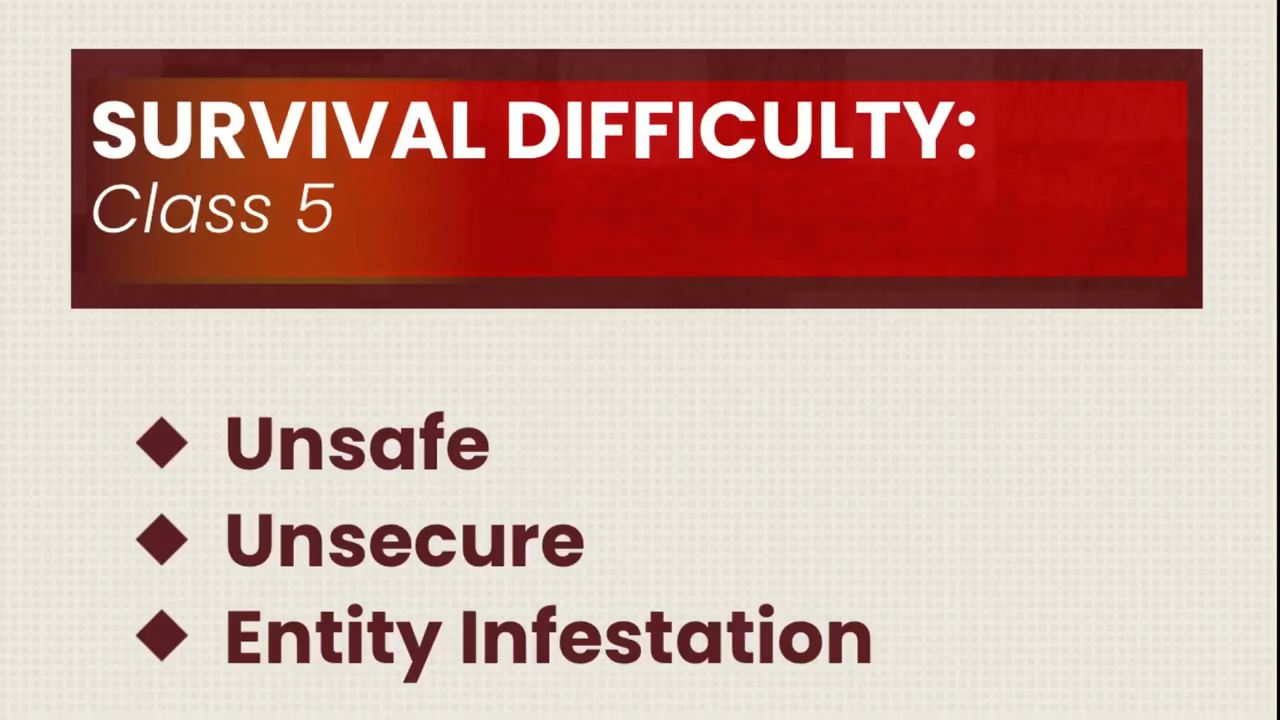 SURVIVAL DIFFICULTY:
Class 5
Unsafe
Unsecure
Entity Infestation